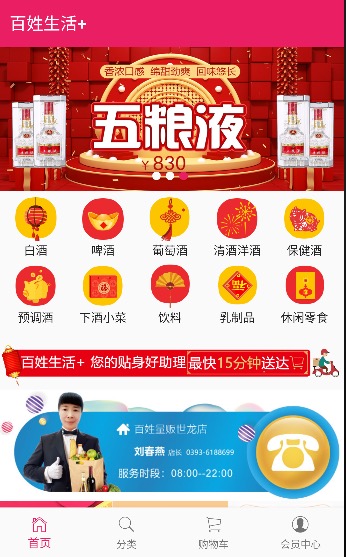 百姓生活+
香浓口感 绵甜劲爽 回味悠长
五粮液
￥830
白酒 啤酒 葡萄酒 清酒洋酒 保健酒
预调酒 下酒小菜 饮料 乳制品 休闲零食
百姓生活+ 您的贴身好助理 最快15分钟送达
百姓量贩世龙店
刘春燕 店长 0393-6188699
服务时段：08:00--22:00
首页 分类 购物车 会员中心